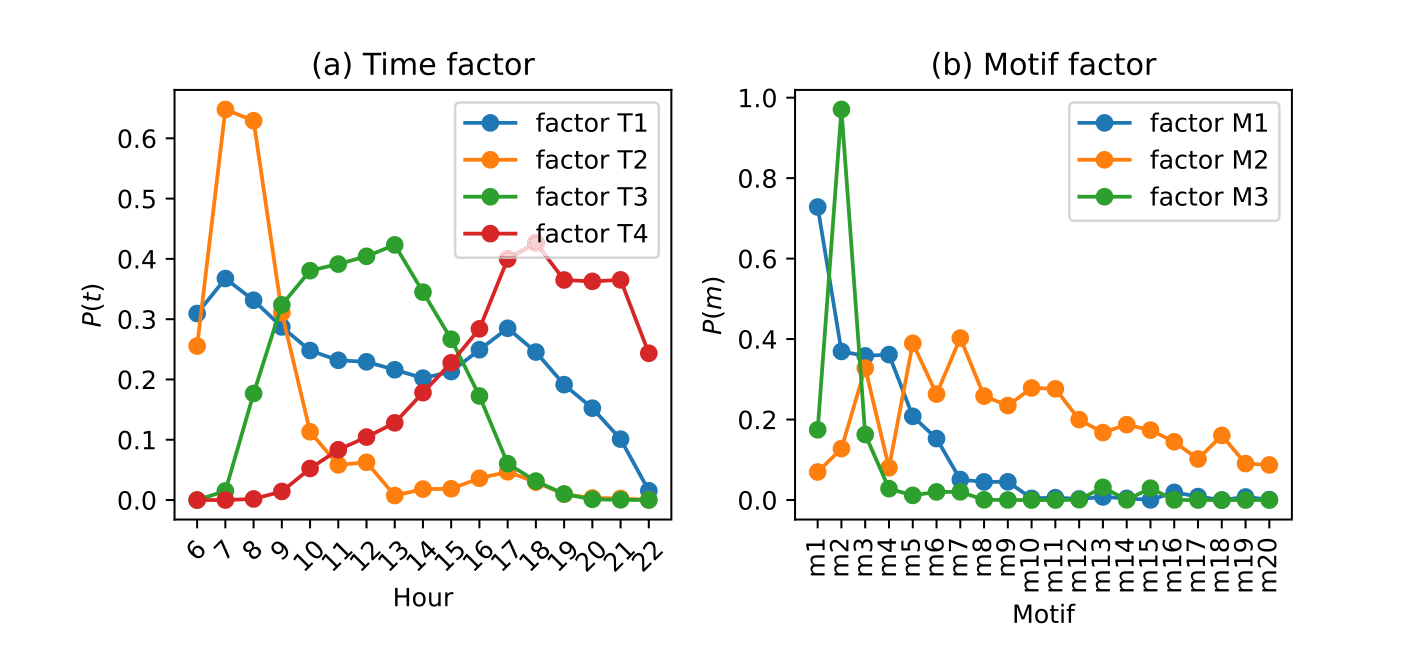 (a) Time factor
P(t)
0.6
0.5
0.4
0.3
0.2
0.1
0.0
factor T1
factor T2
factor T3
factor T4
6 7 8 9 10 11 12 13 14 15 16 17 18 19 20 21 22
Hour
(b) Motif factor
P(m)
1.0
0.8
0.6
0.4
0.2
0.0
factor M1
factor M2
factor M3
m1 m2 m3 m4 m5 m6 m7 m8 m9 m10 m11 m12 m13 m14 m15 m16 m17 m18 m19 m20
Motif